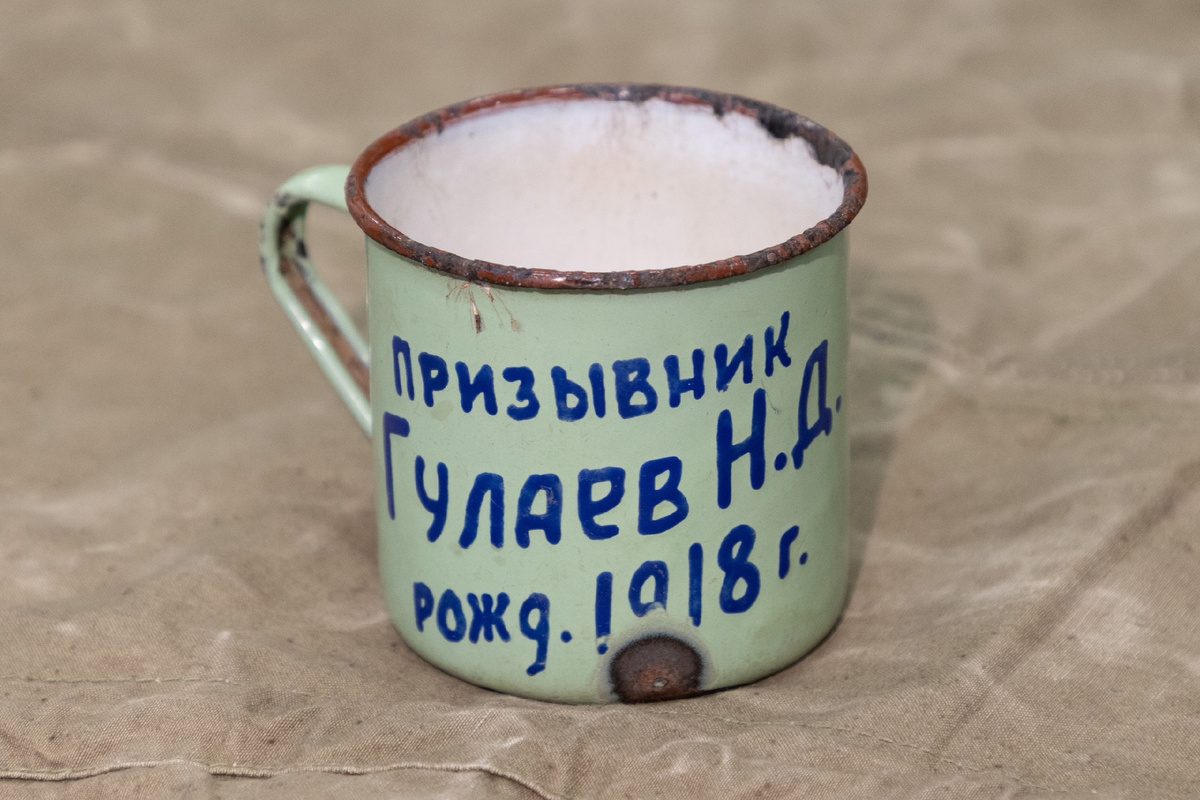 ПРИЗЫВНИК
Гулаев Н.Д.
рожд. 1918 г.